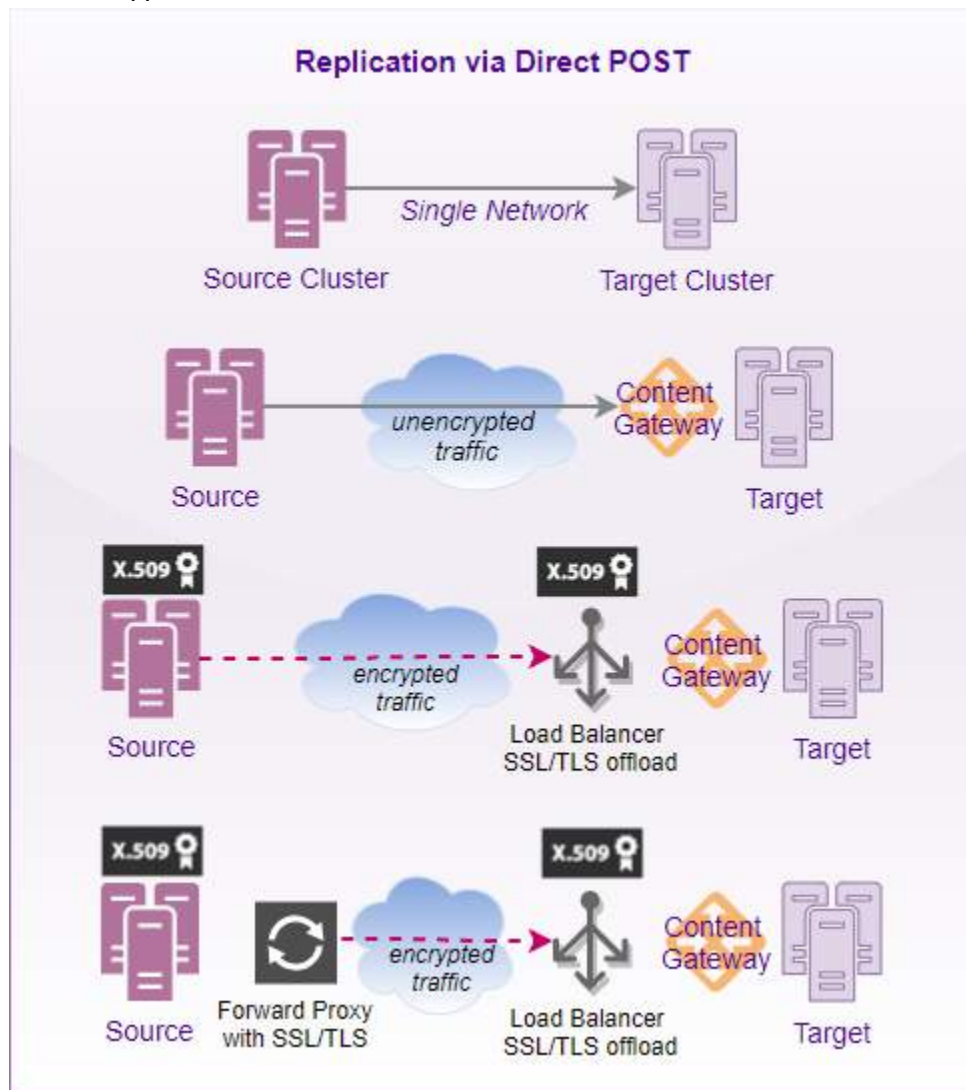 Replication via Direct POST
Single Network
Source Cluster
Target Cluster
unencrypted
traffic
Content
Gateway
Source
Target
X.509
X.509
encrypted
traffic
Content
Gateway
Source
Load Balancer
SSL/TLS offload
Target
X.509
X.509
encrypted
traffic
Content
Gateway
Source
Forward Proxy
with SSL/TLS
Load Balancer
SSL/TLS offload
Target